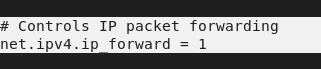 # Controls IP packet forwarding
net.ipv4.ip_forward = 1